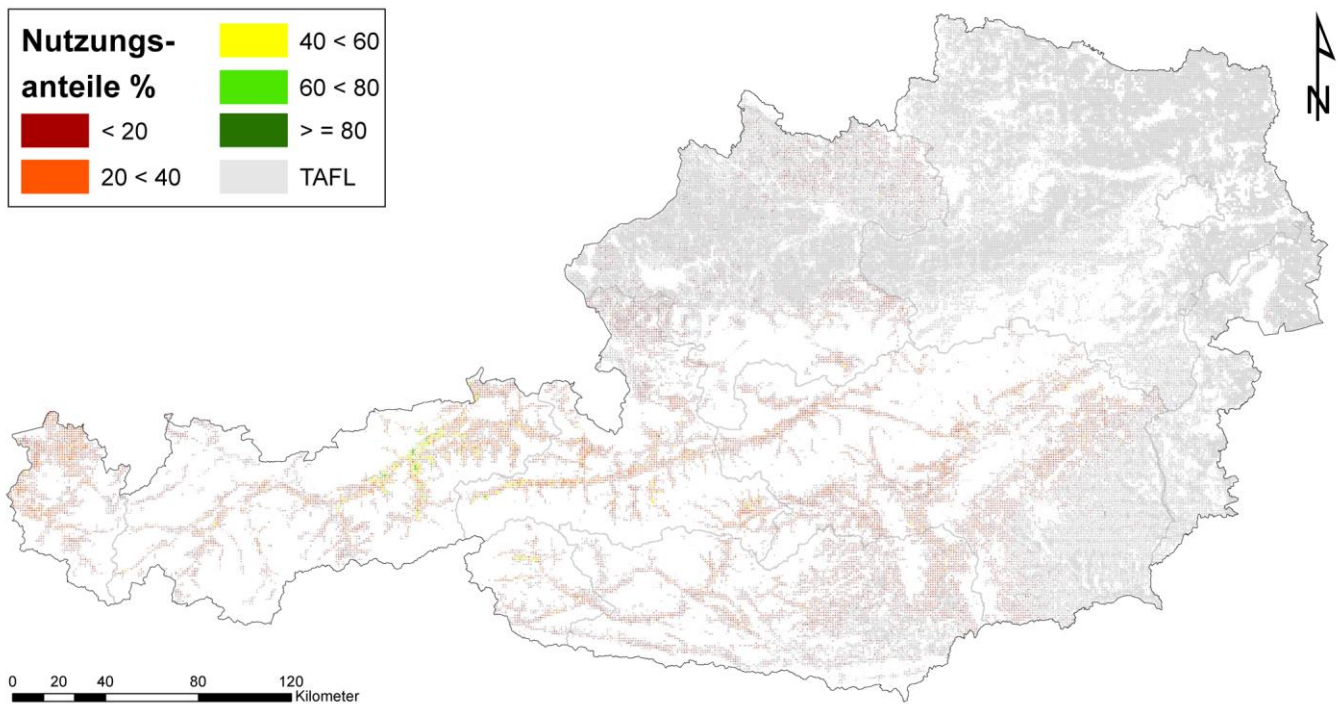 Nutzungs-
anteile %
< 20
20 < 40
40 < 60
60 < 80
> = 80
TAFL
N
0 20 40 80 120
Kilometer